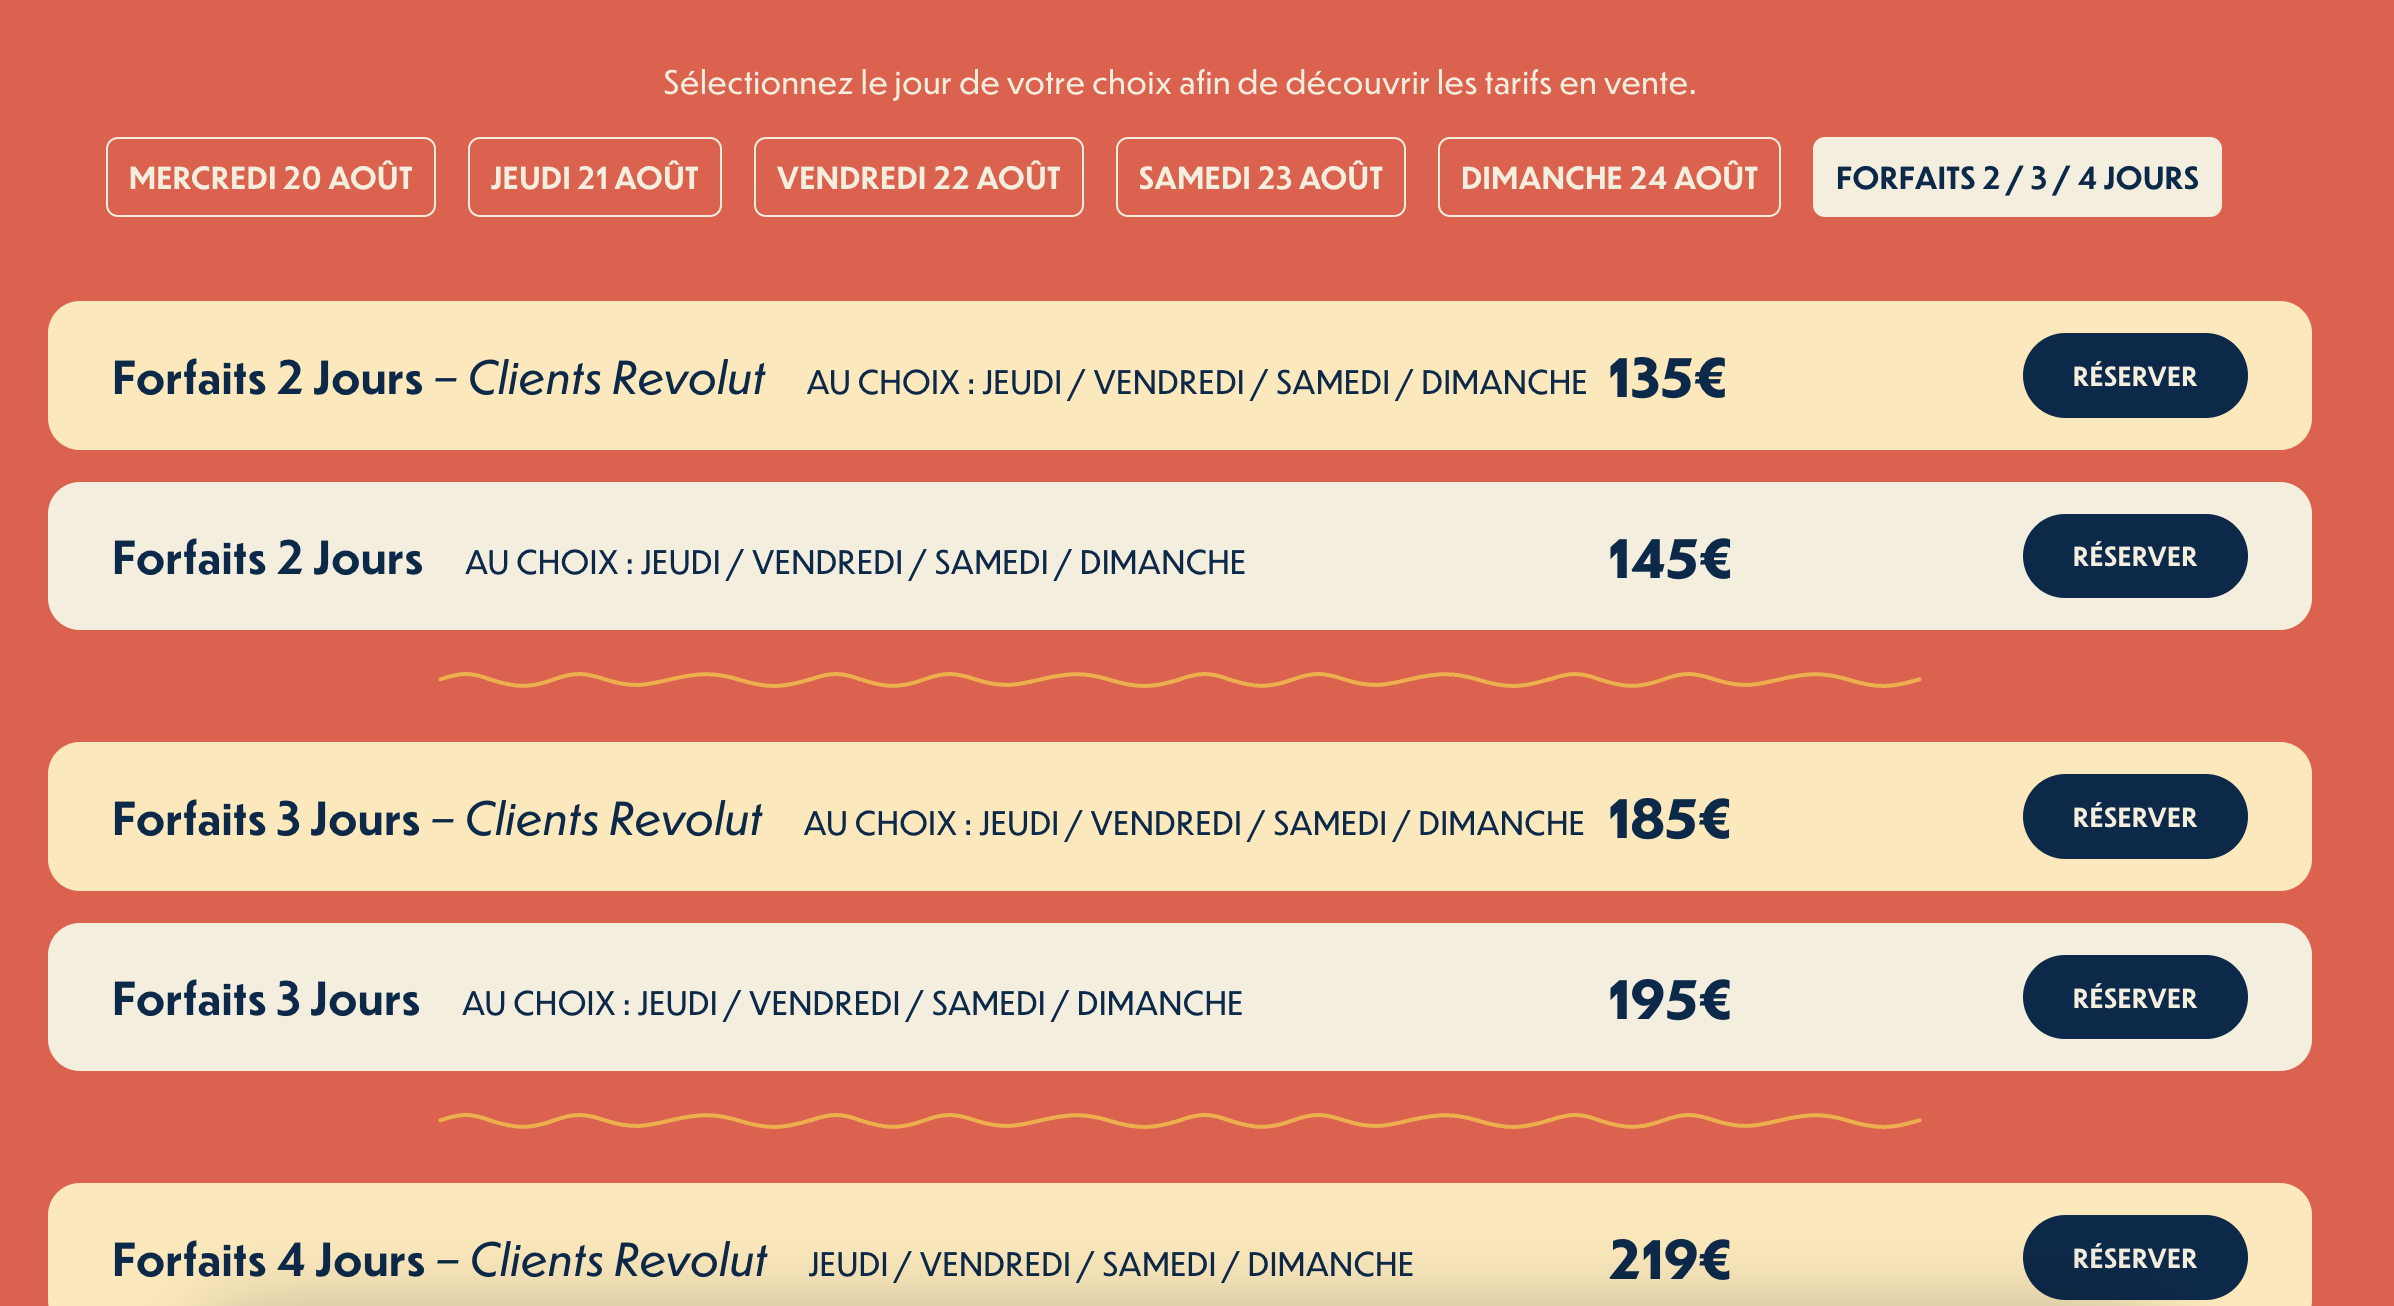 Sélectionnez le jour de votre choix afin de découvrir les tarifs en vente.
MERCREDI 20 AOÛT JEUDI 21 AOÛT VENDREDI 22 AOÛT SAMEDI 23 AOÛT DIMANCHE 24 AOÛT FORFAITS 2 / 3 / 4 JOURS
Forfaits 2 Jours – Clients Revolut AU CHOIX : JEUDI / VENDREDI / SAMEDI / DIMANCHE 135€ RÉSERVER
Forfaits 2 Jours AU CHOIX : JEUDI / VENDREDI / SAMEDI / DIMANCHE 145€ RÉSERVER
Forfaits 3 Jours – Clients Revolut AU CHOIX : JEUDI / VENDREDI / SAMEDI / DIMANCHE 185€ RÉSERVER
Forfaits 3 Jours AU CHOIX : JEUDI / VENDREDI / SAMEDI / DIMANCHE 195€ RÉSERVER
Forfaits 4 Jours – Clients Revolut JEUDI / VENDREDI / SAMEDI / DIMANCHE 219€ RÉSERVER